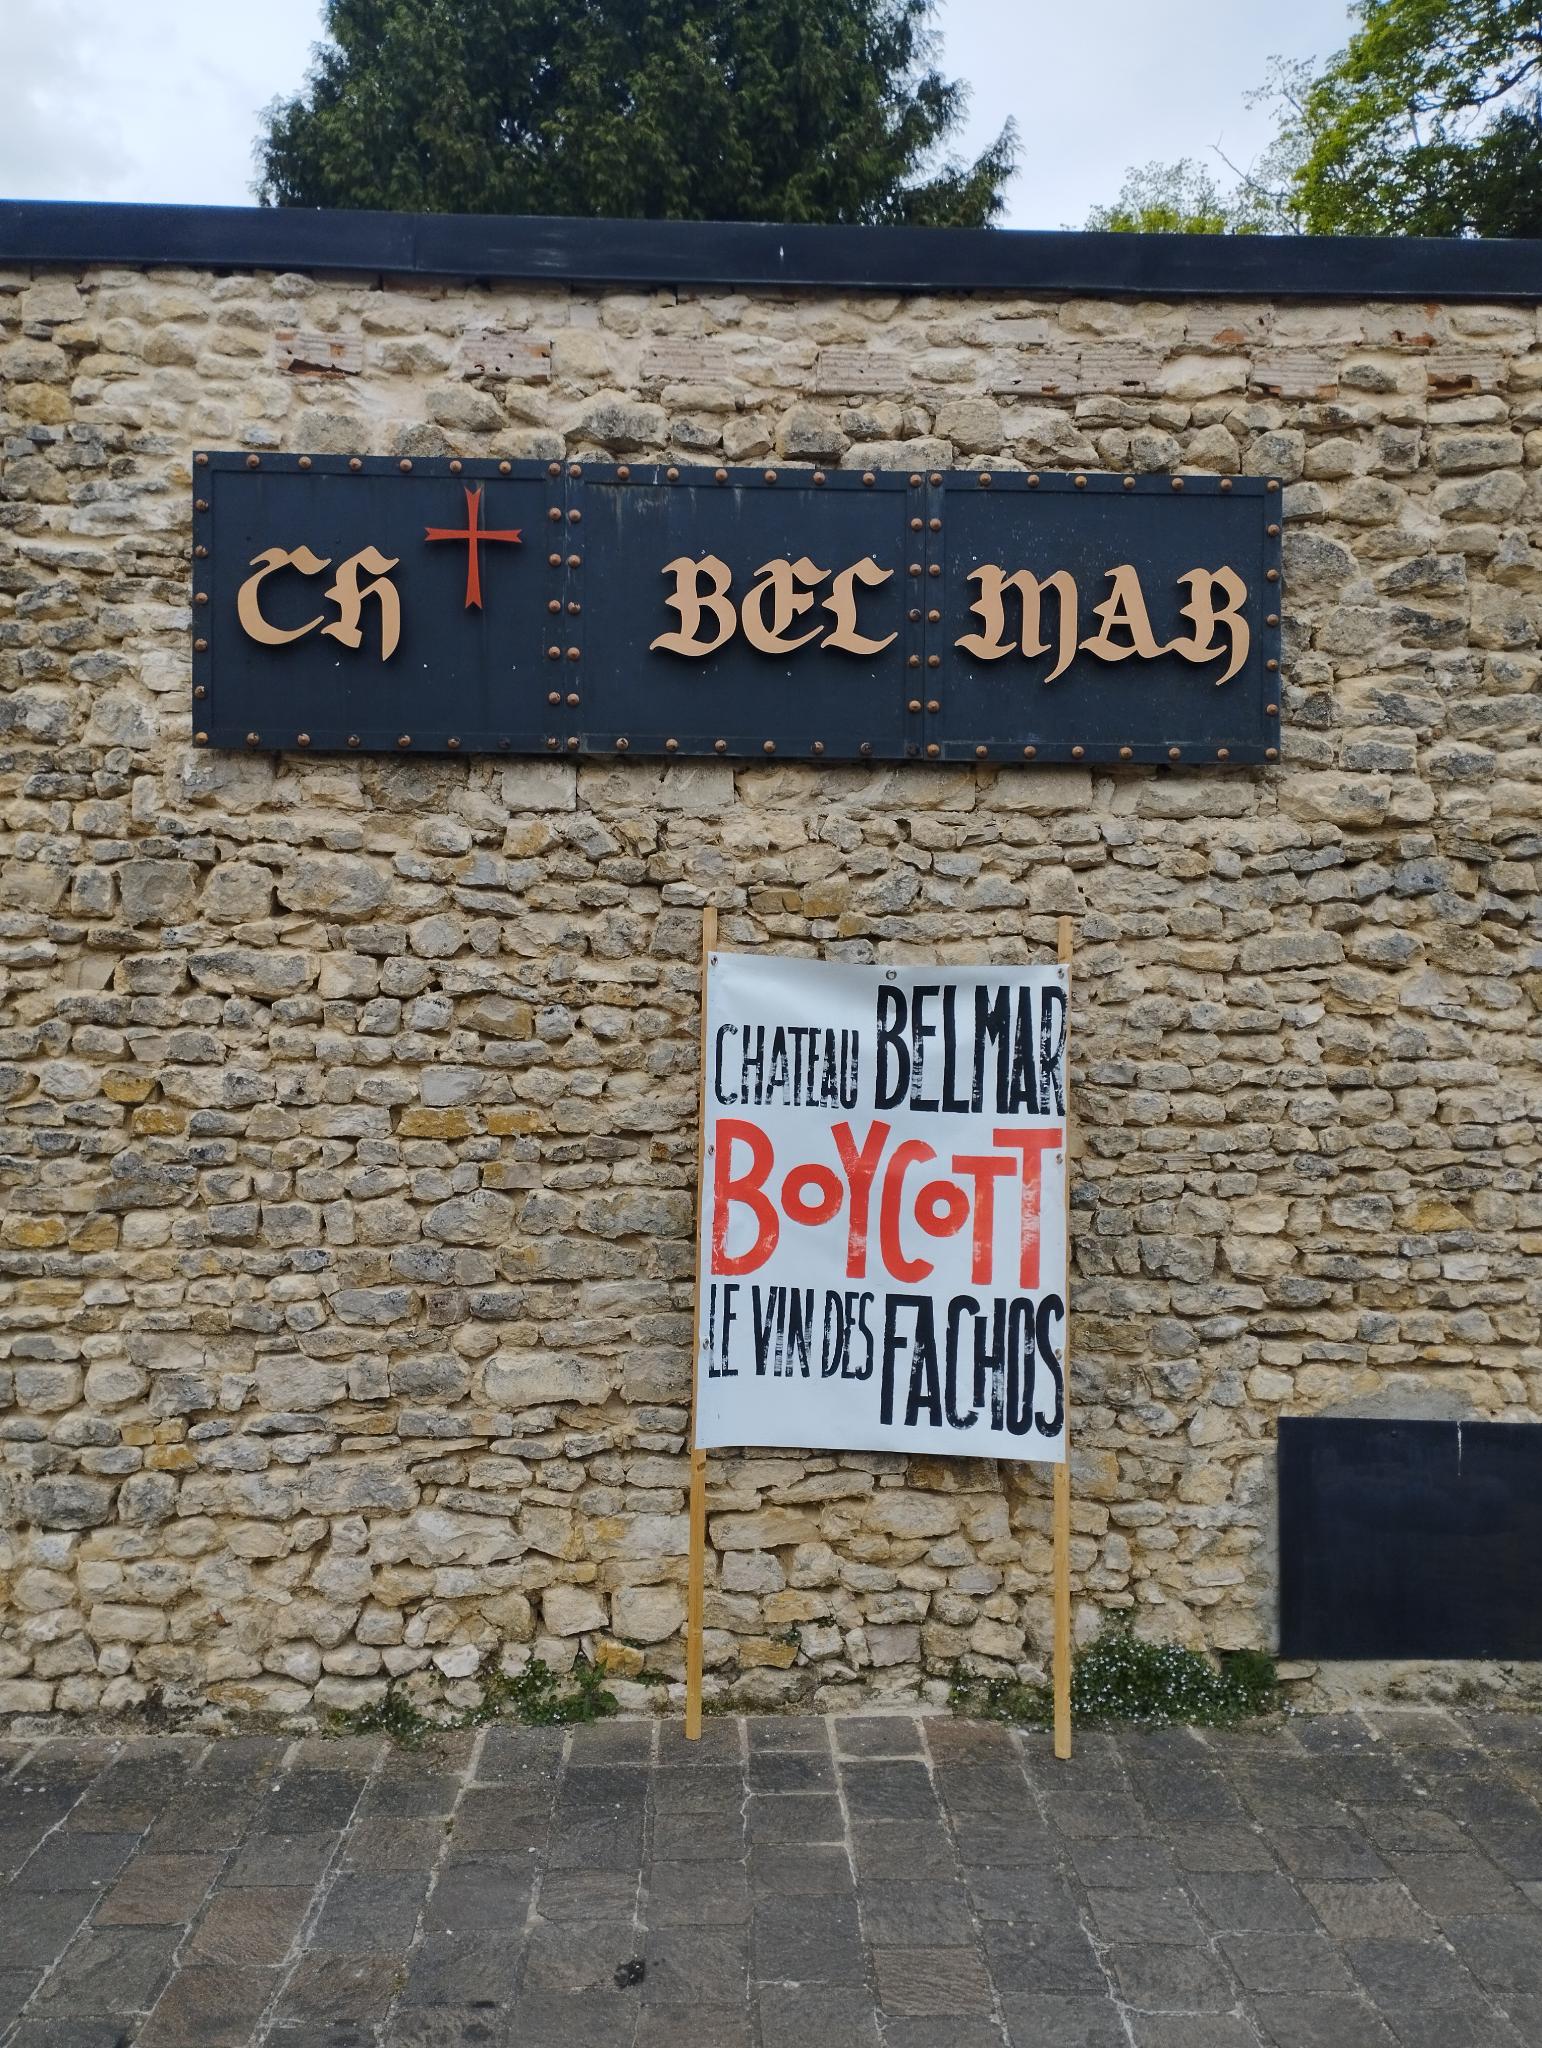 CH BEL MAR
CHATEAU BELMAR
BOYCOTT
LE VIN DES FACHOS